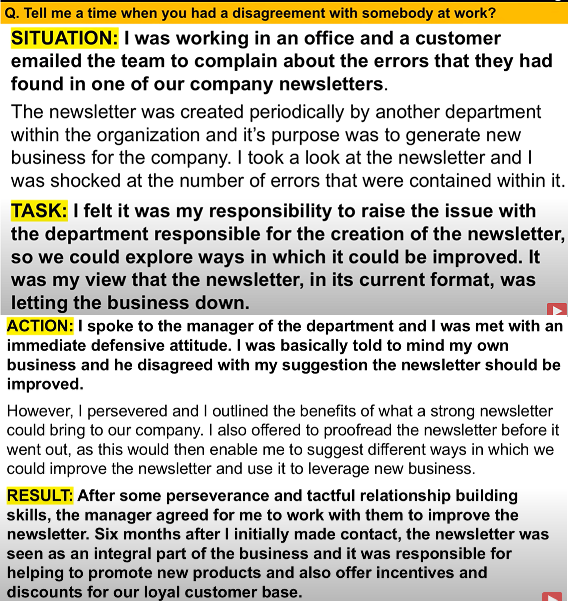 Q. Tell me a time when you had a disagreement with somebody at work?
SITUATION: I was working in an office and a customer
emailed the team to complain about the errors that they had
found in one of our company newsletters.
The newsletter was created periodically by another department
within the organization and it's purpose was to generate new
business for the company. I took a look at the newsletter and I
was shocked at the number of errors that were contained within it.
TASK: I felt it was my responsibility to raise the issue with
the department responsible for the creation of the newsletter,
so we could explore ways in which it could be improved. It
was my view that the newsletter, in its current format, was
letting the business down.
ACTION: I spoke to the manager of the department and I was met with an
immediate defensive attitude. I was basically told to mind my own
business and he disagreed with my suggestion the newsletter should be
improved.
However, I persevered and I outlined the benefits of what a strong newsletter
could bring to our company. I also offered to proofread the newsletter before it
went out, as this would then enable me to suggest different ways in which we
could improve the newsletter and use it to leverage new business.
RESULT: After some perseverance and tactful relationship building
skills, the manager agreed for me to work with them to improve the
newsletter. Six months after I initially made contact, the newsletter was
seen as an integral part of the business and it was responsible for
helping to promote new products and also offer incentives and
discounts for our loyal customer base.